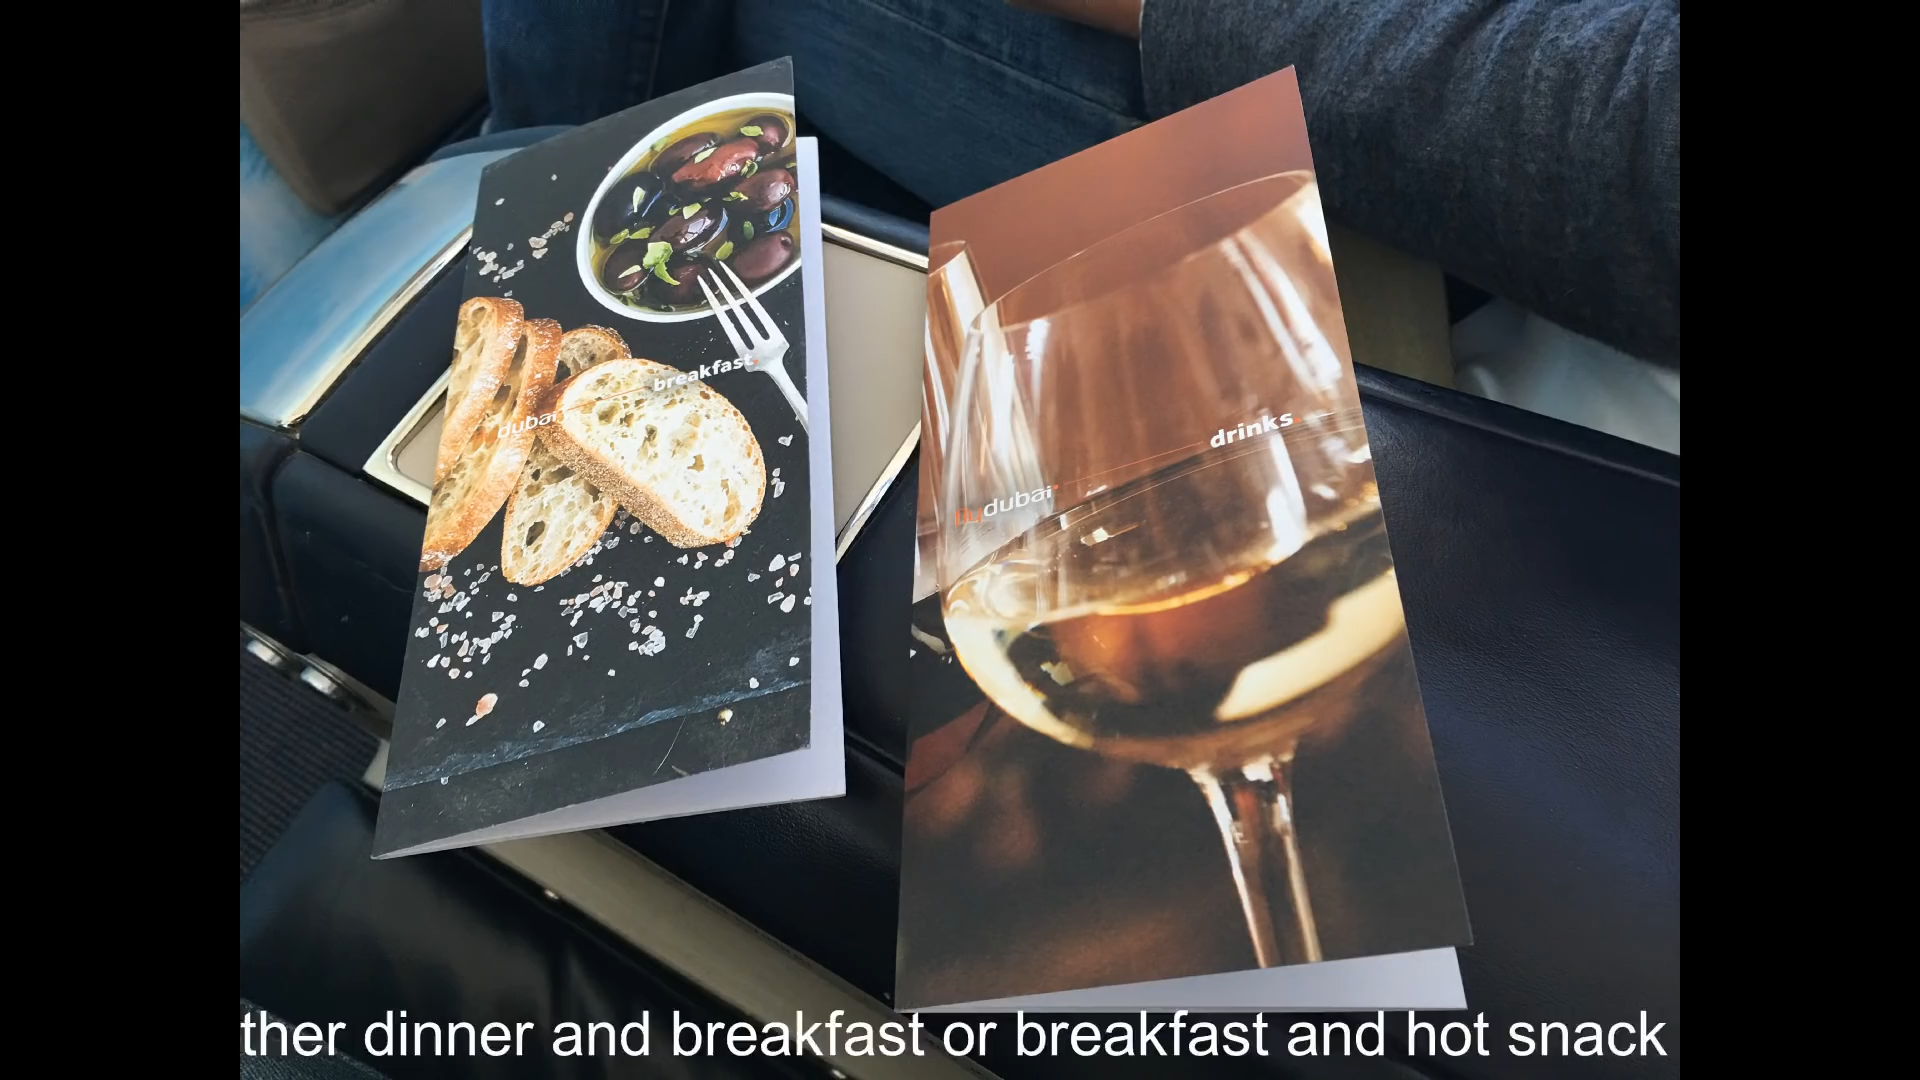 dubai breakfast.
flydubai drinks.
ther dinner and breakfast or breakfast and hot snack